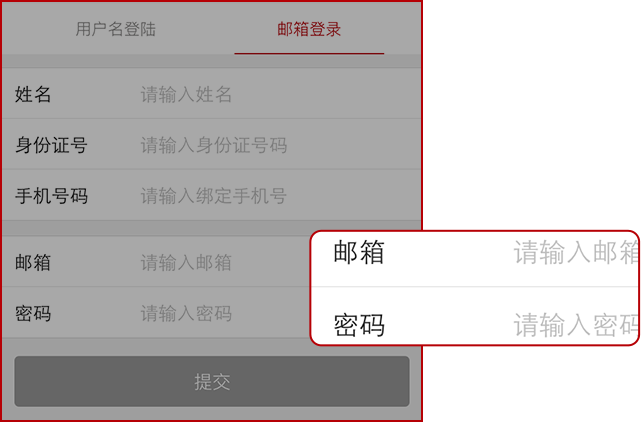 用户名登陆 邮箱登录
姓名 请输入姓名
身份证号 请输入身份证号码
手机号码 请输入绑定手机号
邮箱 请输入邮箱
密码 请输入密码
提交
邮箱 请输入邮箱
密码 请输入密码